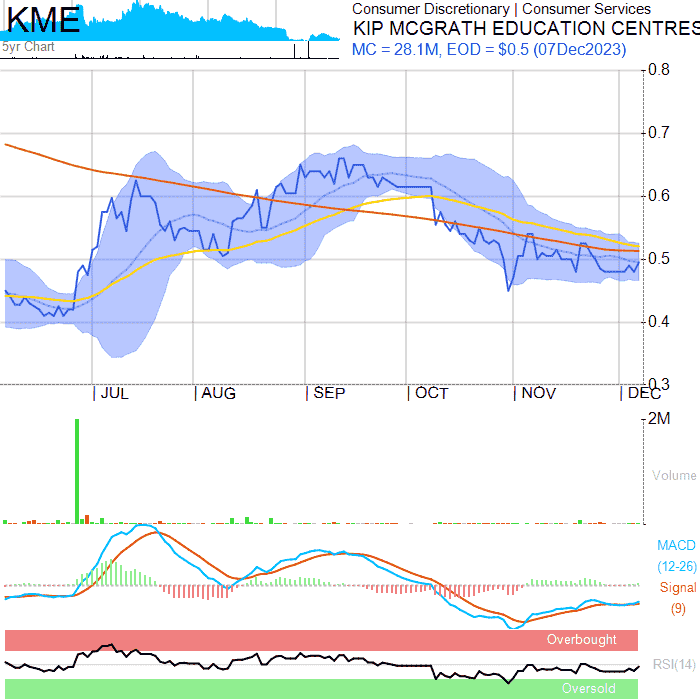 KME
5yr Chart
Consumer Discretionary | Consumer Services
KIP MCGRATH EDUCATION CENTRES
MC = 28.1M, EOD = $0.5 (07Dec2023)
0.8
0.7
0.6
0.5
0.4
0.3
JUL AUG SEP OCT NOV DEC
2M
Volume
MACD
(12-26)
Signal
(9)
Overbought
RSI(14)
Oversold